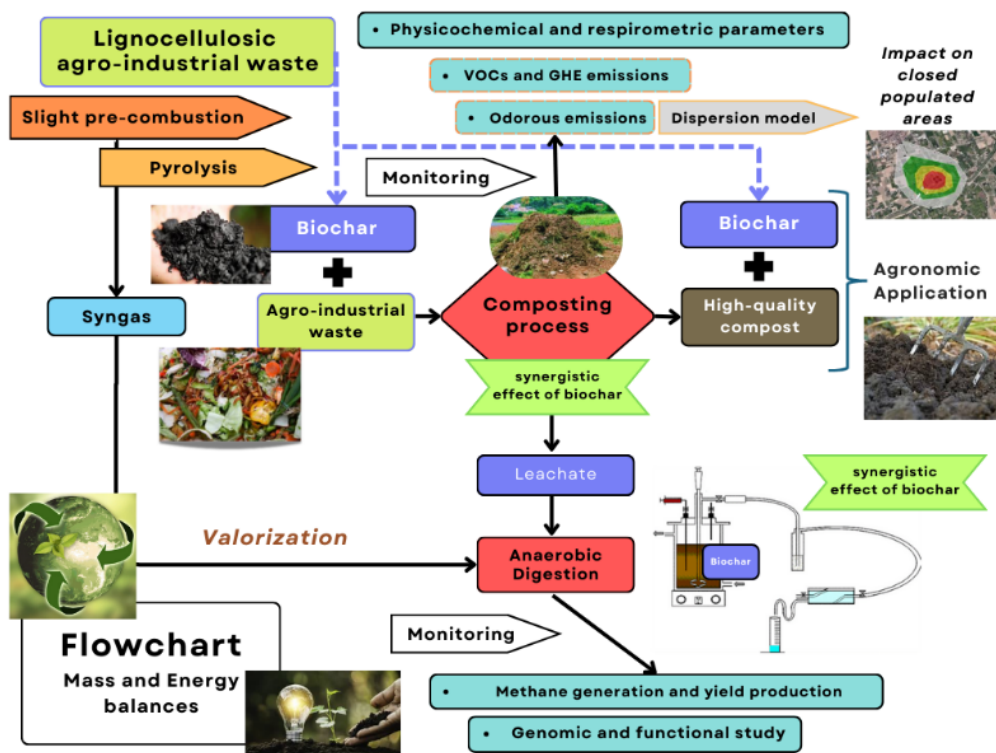 Lignocellulosic
agro-industrial waste
• Physicochemical and respirometric parameters
• VOCs and GHE emissions
• Odorous emissions
Dispersion model
Impact on
closed
populated
areas
Slight pre-combustion
Pyrolysis
Monitoring
Biochar
Biochar
Syngas
Agro-industrial
waste
Composting
process
High-quality
compost
Agronomic
Application
synergistic
effect of biochar
Leachate
synergistic
effect of biochar
Valorization
Anaerobic
Digestion
Biochar
Flowchart
Mass and Energy
balances
Monitoring
• Methane generation and yield production
• Genomic and functional study